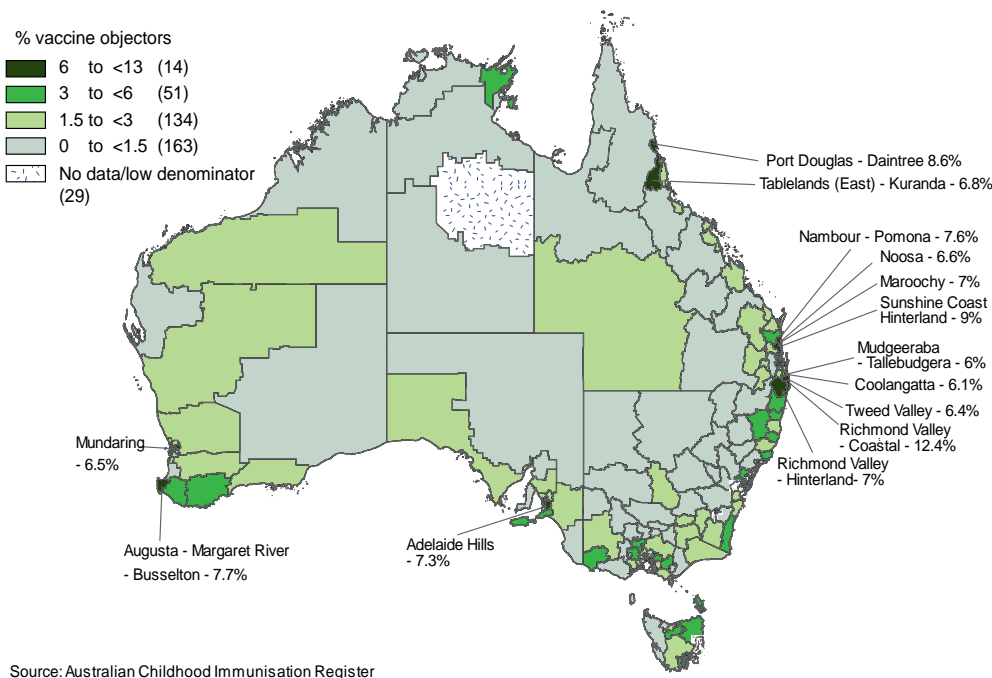 % vaccine objectors
6 to <13 (14)
3 to <6 (51)
1.5 to <3 (134)
0 to <1.5 (163)
No data/low denominator
(29)
Port Douglas - Daintree 8.6%
Tablelands (East) - Kuranda - 6.8%
Nambour - Pomona - 7.6%
Noosa - 6.6%
Maroochy - 7%
Sunshine Coast
Hinterland - 9%
Mudgeeraba
- Tallebudgera - 6%
Coolangatta - 6.1%
Tweed Valley - 6.4%
Richmond Valley
- Coastal - 12.4%
Richmond Valley
- Hinterland- 7%
Mundaring
- 6.5%
Augusta - Margaret River
- Busselton - 7.7%
Adelaide Hills
- 7.3%
Source: Australian Childhood Immunisation Register